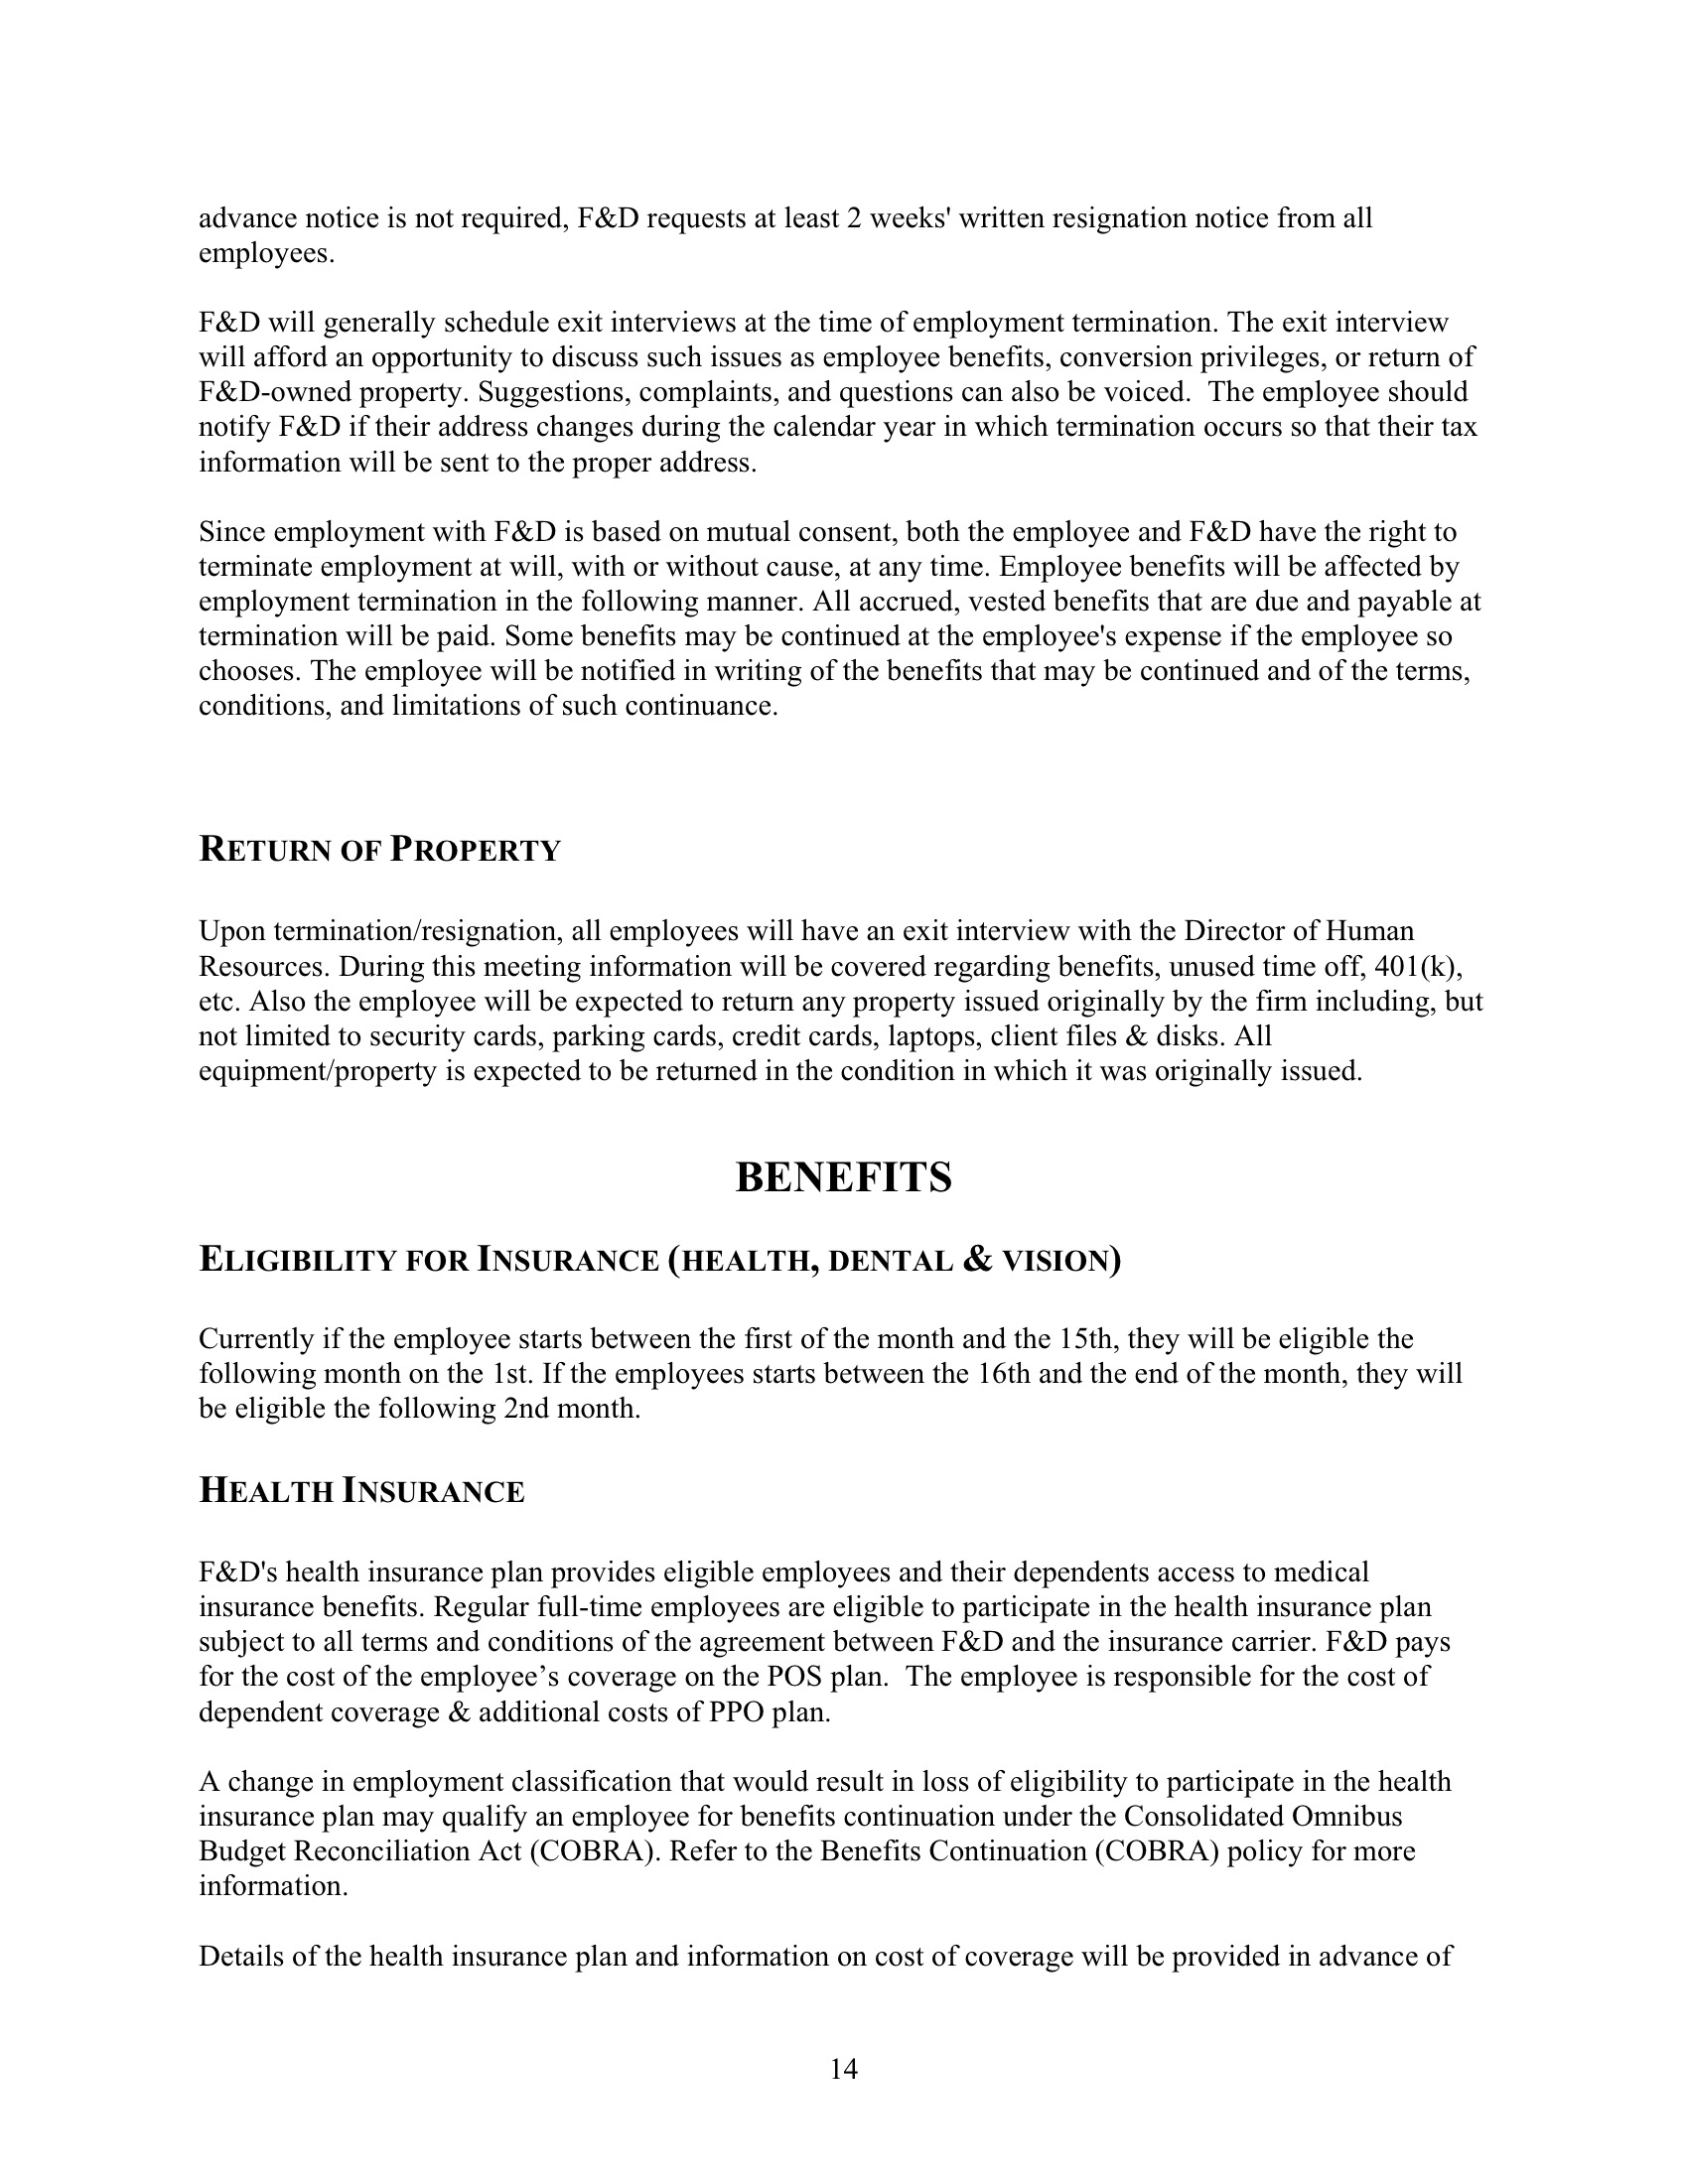 advance notice is not required, F&D requests at least 2 weeks' written resignation notice from all
employees.
F&D will generally schedule exit interviews at the time of employment termination. The exit interview
will afford an opportunity to discuss such issues as employee benefits, conversion privileges, or return of
F&D-owned property. Suggestions, complaints, and questions can also be voiced.  The employee should
notify F&D if their address changes during the calendar year in which termination occurs so that their tax
information will be sent to the proper address.
Since employment with F&D is based on mutual consent, both the employee and F&D have the right to
terminate employment at will, with or without cause, at any time. Employee benefits will be affected by
employment termination in the following manner. All accrued, vested benefits that are due and payable at
termination will be paid. Some benefits may be continued at the employee's expense if the employee so
chooses. The employee will be notified in writing of the benefits that may be continued and of the terms,
conditions, and limitations of such continuance.
RETURN OF PROPERTY
Upon termination/resignation, all employees will have an exit interview with the Director of Human
Resources. During this meeting information will be covered regarding benefits, unused time off, 401(k),
etc. Also the employee will be expected to return any property issued originally by the firm including, but
not limited to security cards, parking cards, credit cards, laptops, client files & disks. All
equipment/property is expected to be returned in the condition in which it was originally issued.
BENEFITS
ELIGIBILITY FOR INSURANCE (HEALTH, DENTAL & VISION)
Currently if the employee starts between the first of the month and the 15th, they will be eligible the
following month on the 1st. If the employees starts between the 16th and the end of the month, they will
be eligible the following 2nd month.
HEALTH INSURANCE
F&D's health insurance plan provides eligible employees and their dependents access to medical
insurance benefits. Regular full-time employees are eligible to participate in the health insurance plan
subject to all terms and conditions of the agreement between F&D and the insurance carrier. F&D pays
for the cost of the employee’s coverage on the POS plan.  The employee is responsible for the cost of
dependent coverage & additional costs of PPO plan.
A change in employment classification that would result in loss of eligibility to participate in the health
insurance plan may qualify an employee for benefits continuation under the Consolidated Omnibus
Budget Reconciliation Act (COBRA). Refer to the Benefits Continuation (COBRA) policy for more
information.
Details of the health insurance plan and information on cost of coverage will be provided in advance of
14